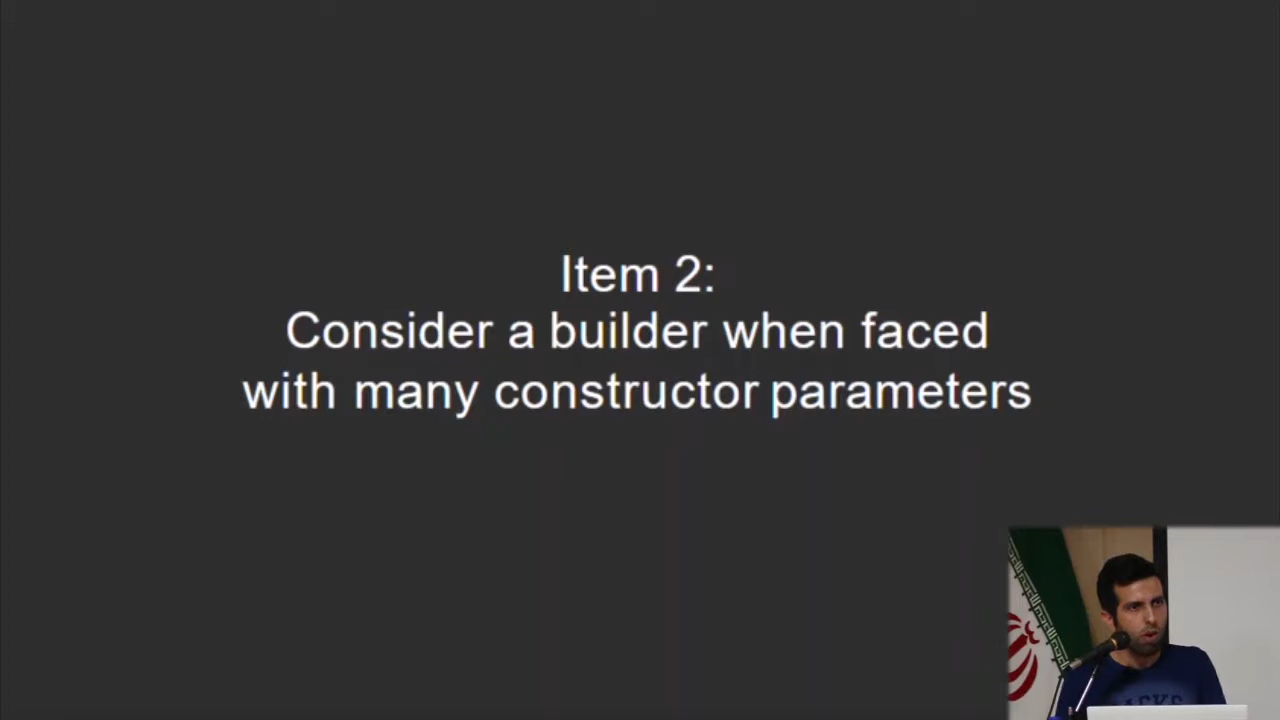 Item 2:
Consider a builder when faced
with many constructor parameters